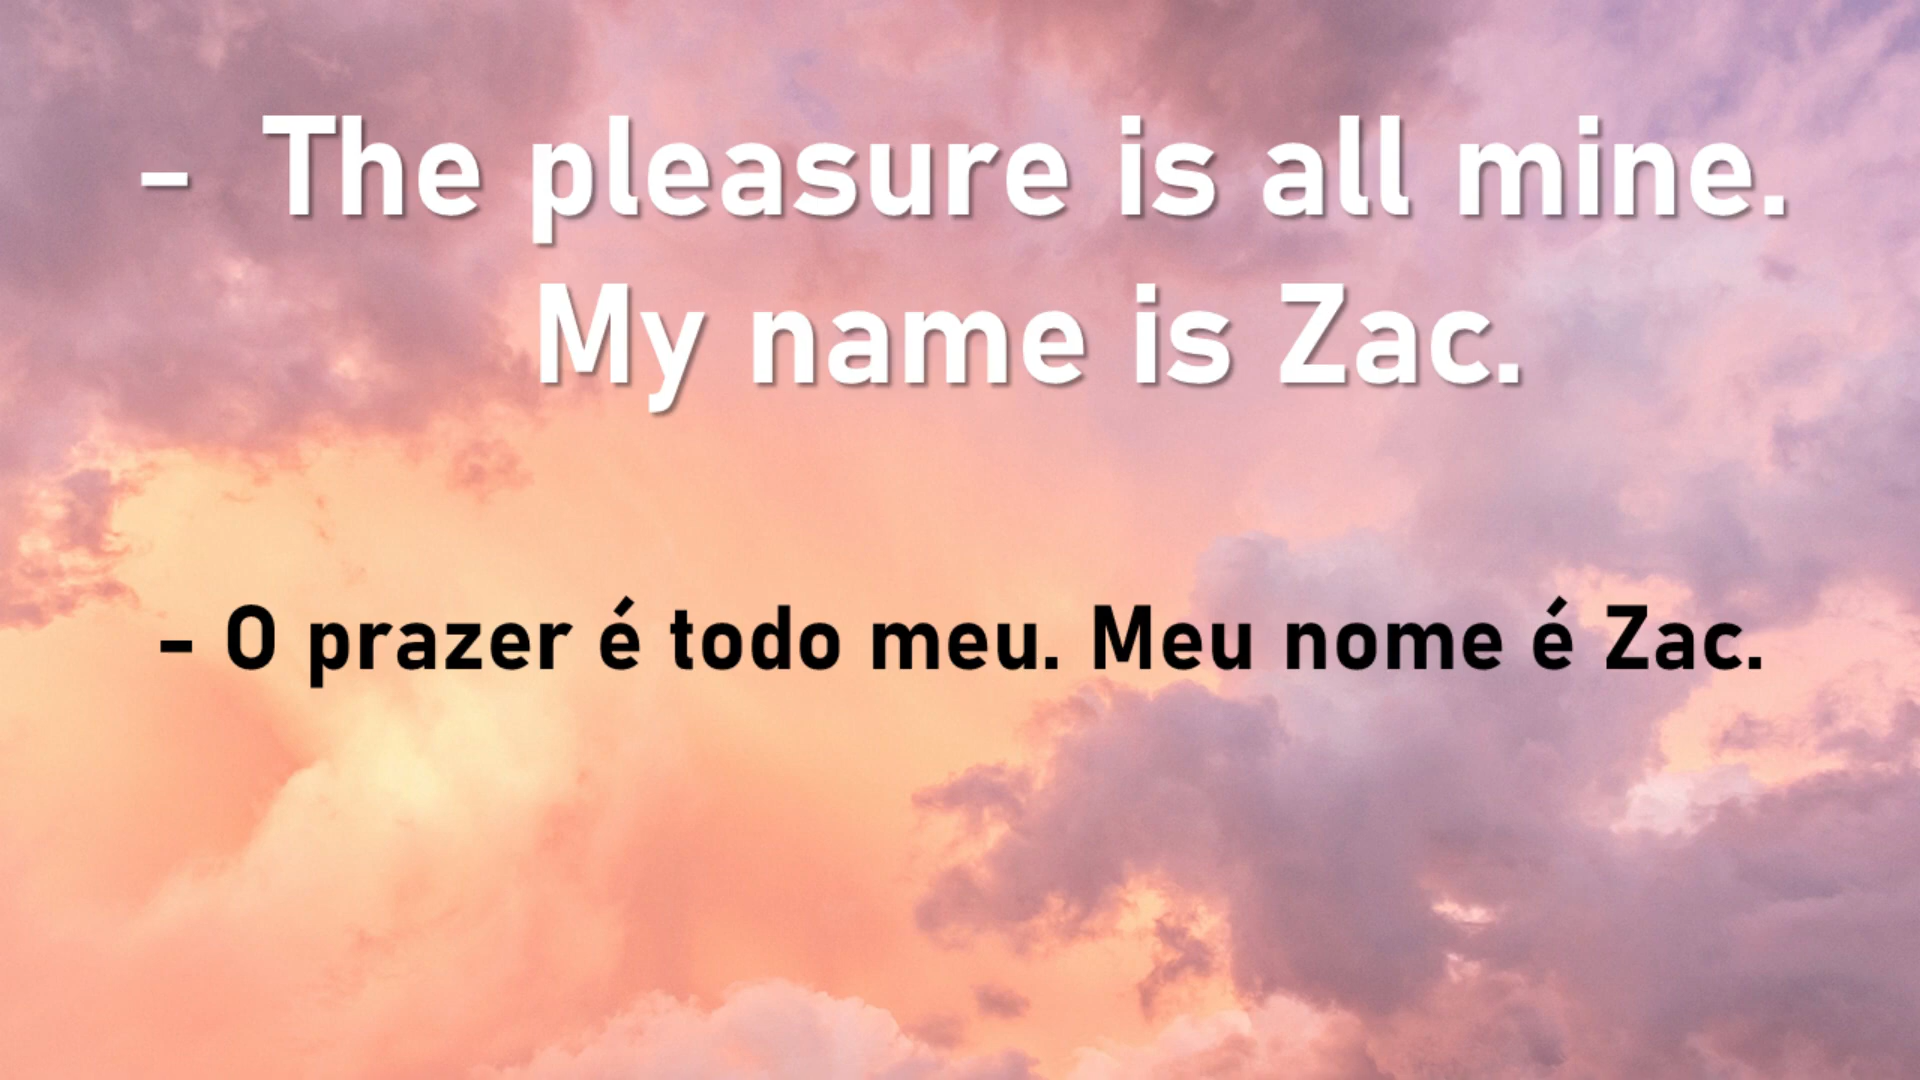 - The pleasure is all mine.
My name is Zac.
- O prazer é todo meu. Meu nome é Zac.